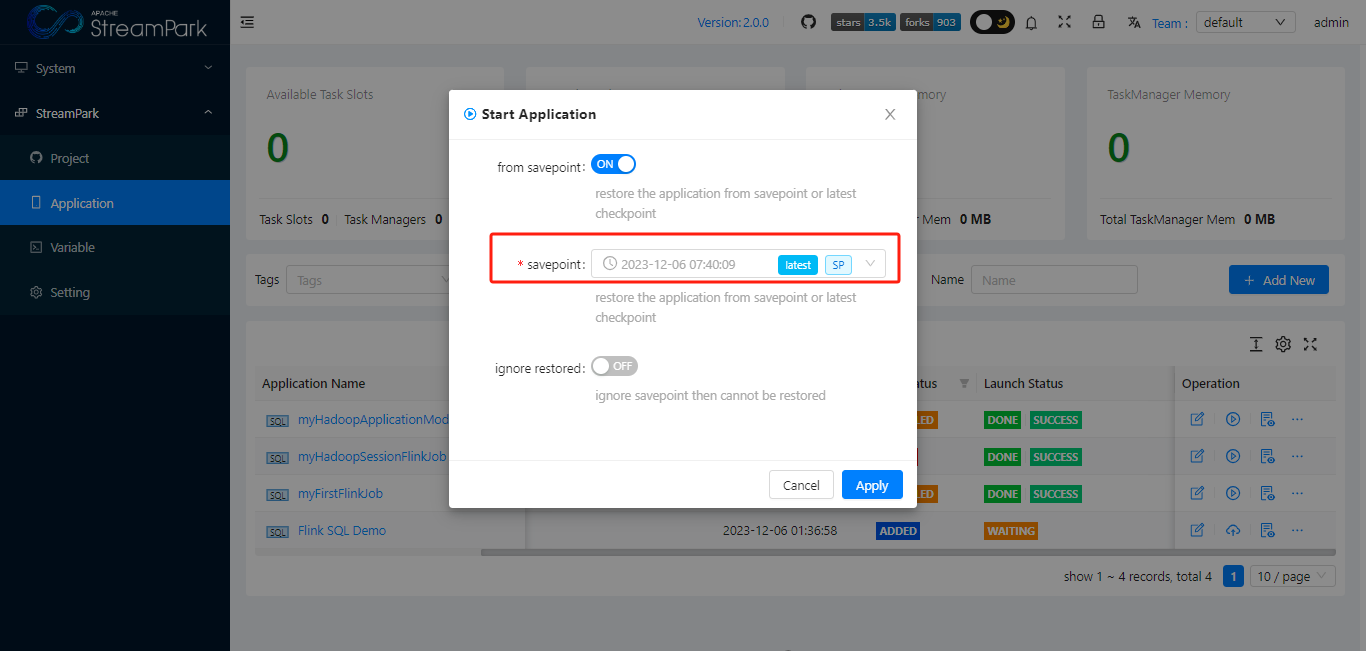 APACHE
StreamPark
Version: 2.0.0
stars 3.5k
forks 903
Team :
default
admin
System
StreamPark
Project
Application
Variable
Setting
Available Task Slots
0
Task Slots 0
Task Managers 0
TaskManager Memory
0
Mem 0 MB
Total TaskManager Mem 0 MB
Start Application
from savepoint:
ON
restore the application from savepoint or latest
checkpoint
* savepoint:
2023-12-06 07:40:09
latest
SP
restore the application from savepoint or latest
checkpoint
ignore restored:
OFF
ignore savepoint then cannot be restored
Cancel
Apply
Tags
Tags
Name
Name
+ Add New
Application Name
Launch Status
Operation
SQL myHadoopApplicationMod
DONE SUCCESS
SQL myHadoopSessionFlinkJob
DONE SUCCESS
SQL myFirstFlinkJob
DONE SUCCESS
SQL Flink SQL Demo
2023-12-06 01:36:58
ADDED
WAITING
show 1 ~ 4 records, total 4
1
10 / page